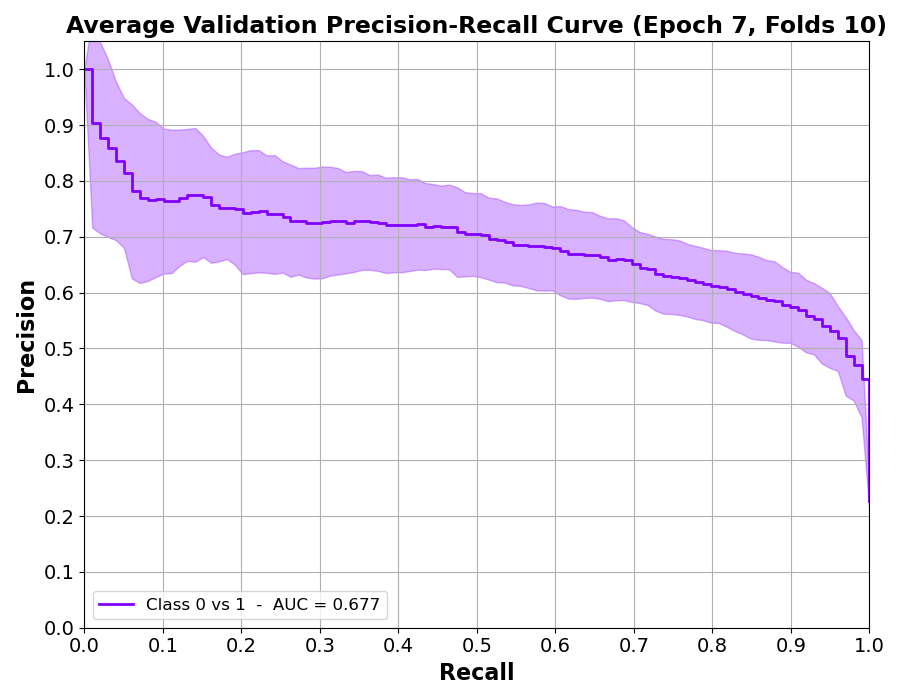 Average Validation Precision-Recall Curve (Epoch 7, Folds 10)
Precision
1.0
0.9
0.8
0.7
0.6
0.5
0.4
0.3
0.2
0.1
0.0
Class 0 vs 1 - AUC = 0.677
0.0 0.1 0.2 0.3 0.4 0.5 0.6 0.7 0.8 0.9 1.0
Recall